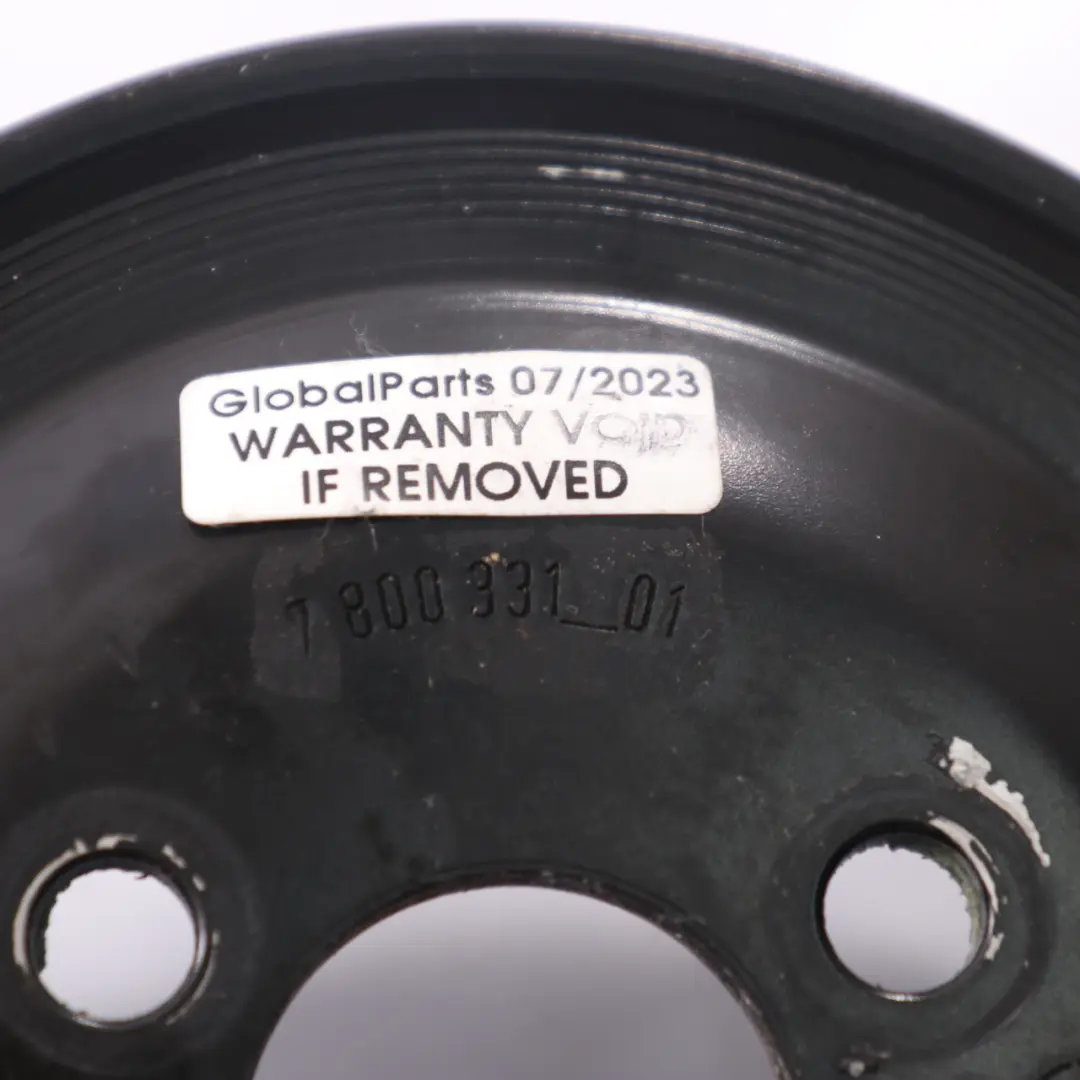 GlobalParts 07/2023
WARRANTY VOID
IF REMOVED
7 800 331_01